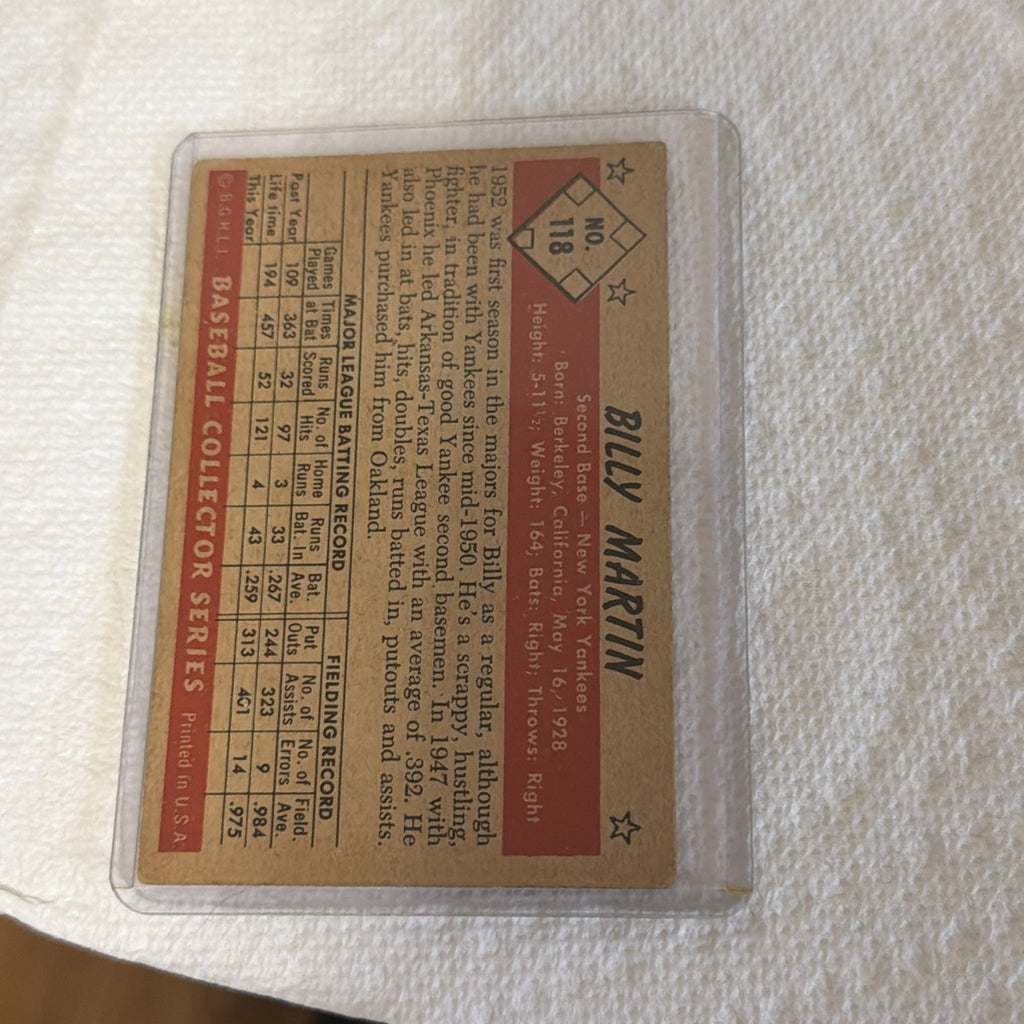 BILLY MARTIN
NO.
118
Second Base — New York Yankees
Born: Berkeley, California, May 16, 1928
Height: 5-11½; Weight: 164; Bats: Right; Throws: Right
1952 was first season in the majors for Billy as a regular, although
he had been with Yankees since mid-1950. He's a scrappy, hustling,
fighter, in tradition of good Yankee second basemen. In 1947 with
Phoenix he led Arkansas-Texas League with an average of .392. He
also led in at bats, hits, doubles, runs batted in, putouts and assists.
Yankees purchased him from Oakland.
MAJOR LEAGUE BATTING RECORD FIELDING RECORD
Games Times Runs No. of Home Runs Bat. Put No. of No. of Field.
Played at Bat Scored Hits Runs Bat. In Ave. Outs Assists Errors Ave.
Past Year 109 363 32 97 3 33 .267 244 323 9 .984
Life time 194 457 52 121 4 43 .259 313 401 14 .975
This Year
© B.G.H.L.I. BASEBALL COLLECTOR SERIES Printed in U.S.A.